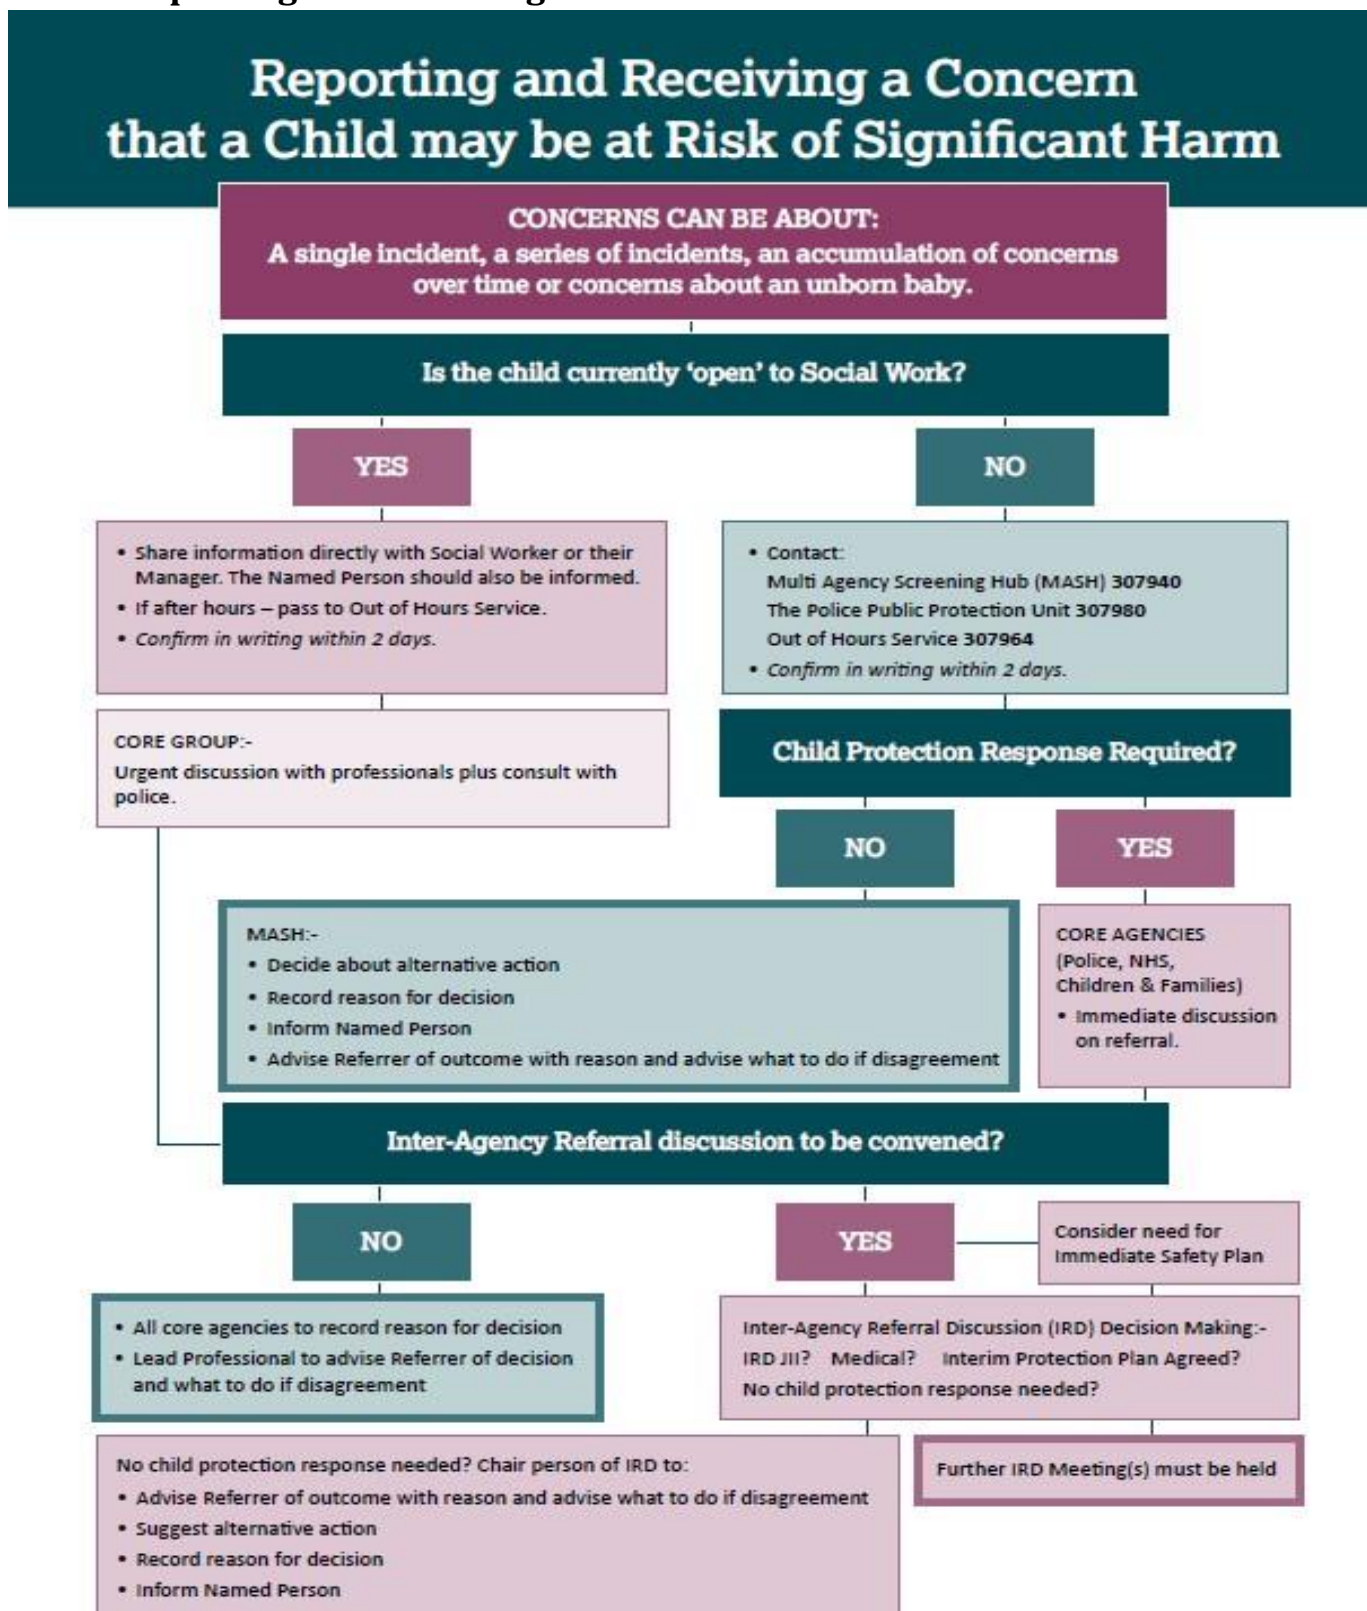 Reporting and Receiving a Concern
that a Child may be at Risk of Significant Harm
CONCERNS CAN BE ABOUT:
A single incident, a series of incidents, an accumulation of concerns
over time or concerns about an unborn baby.
Is the child currently ‘open’ to Social Work?
YES
• Share information directly with Social Worker or their
Manager. The Named Person should also be informed.
• If after hours – pass to Out of Hours Service.
• Confirm in writing within 2 days.
CORE GROUP:-
Urgent discussion with professionals plus consult with
police.
NO
• Contact:
Multi Agency Screening Hub (MASH) 307940
The Police Public Protection Unit 307980
Out of Hours Service 307964
• Confirm in writing within 2 days.
Child Protection Response Required?
NO
MASH:-
• Decide about alternative action
• Record reason for decision
• Inform Named Person
• Advise Referrer of outcome with reason and advise what to do if disagreement
YES
CORE AGENCIES
(Police, NHS,
Children & Families)
• Immediate discussion
on referral.
Inter-Agency Referral discussion to be convened?
NO
• All core agencies to record reason for decision
• Lead Professional to advise Referrer of decision
and what to do if disagreement
YES
Consider need for
Immediate Safety Plan
Inter-Agency Referral Discussion (IRD) Decision Making:-
IRD JII? Medical? Interim Protection Plan Agreed?
No child protection response needed?
No child protection response needed? Chair person of IRD to:
• Advise Referrer of outcome with reason and advise what to do if disagreement
• Suggest alternative action
• Record reason for decision
• Inform Named Person
Further IRD Meeting(s) must be held